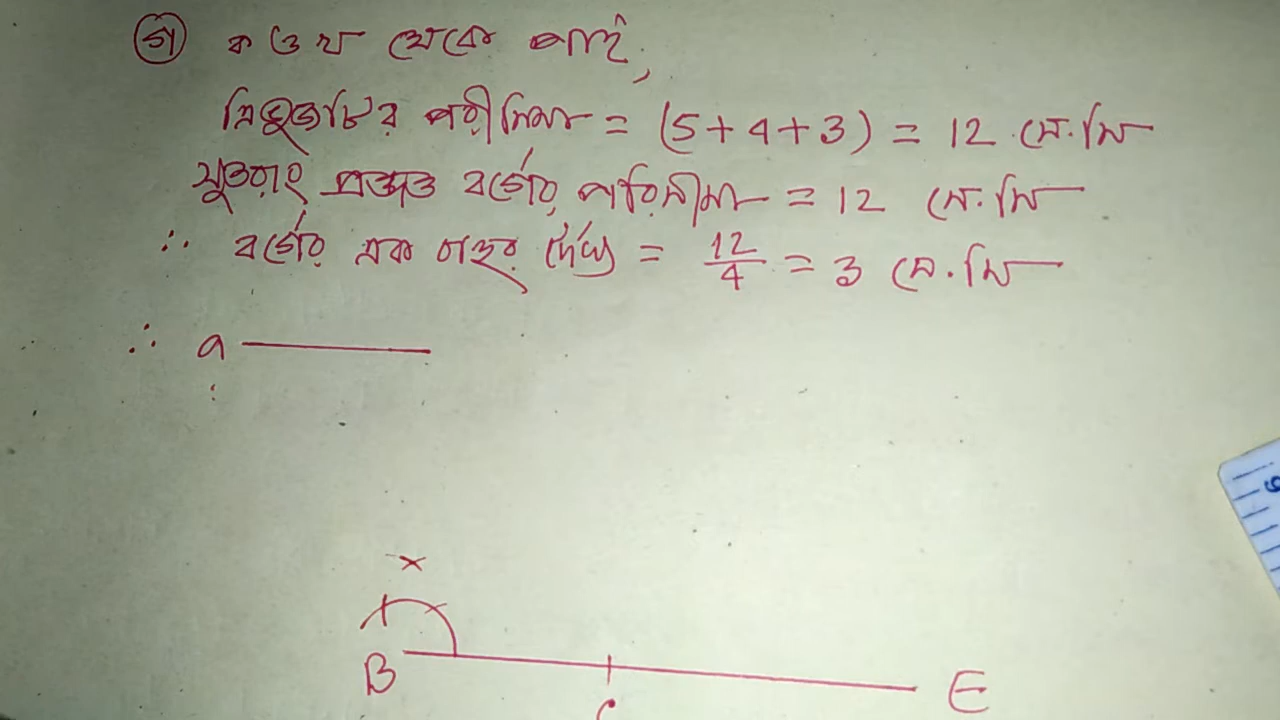 গ ক ও খ থেকে পাই,
ত্রিভুজটির পরীসিমা = (5+4+3) = 12 সে.মি
সুতরাং প্রদত্ত বর্গের পরিসীমা = 12 সে.মি
∴ বর্গের এক বাহুর দৈর্ঘ্য = 12/4 = 3 সে.মি
∴ a
B C E